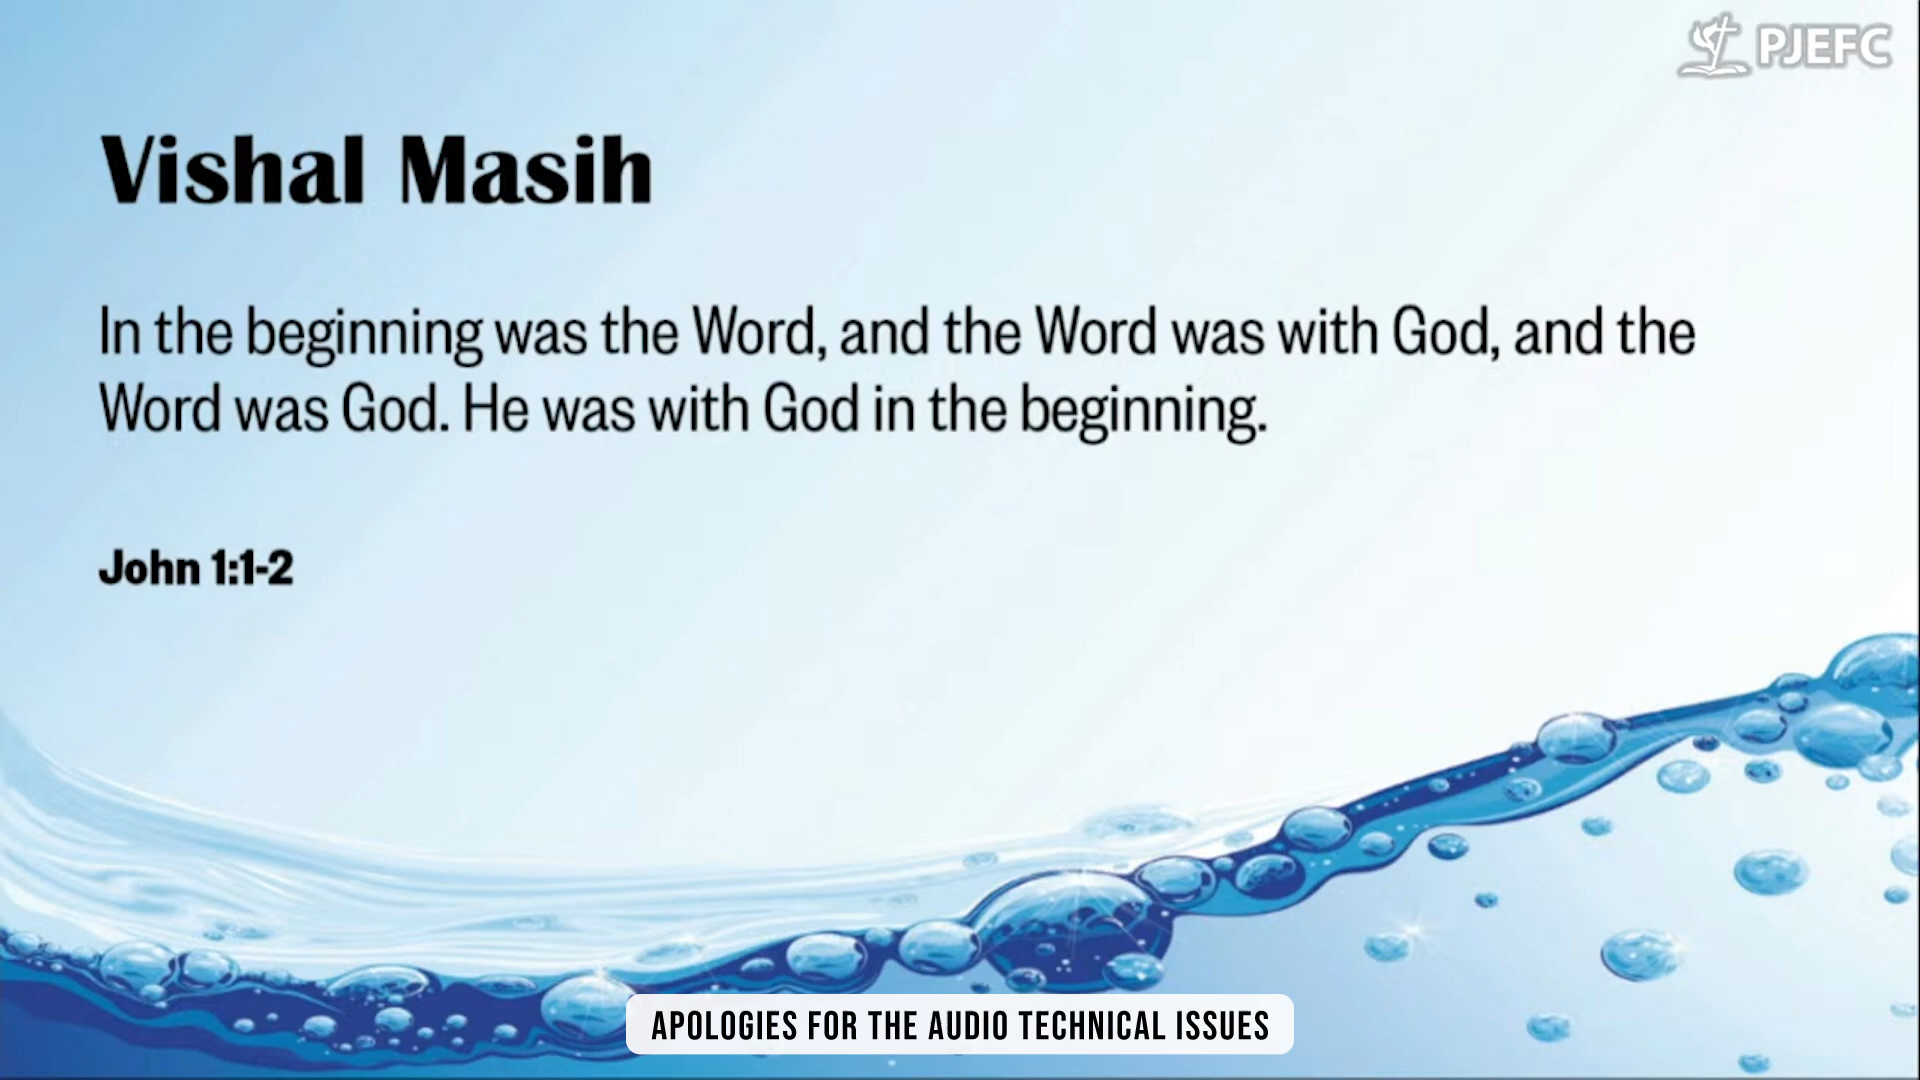 PJEFC
Vishal Masih
In the beginning was the Word, and the Word was with God, and the
Word was God. He was with God in the beginning.
John 1:1-2
APOLOGIES FOR THE AUDIO TECHNICAL ISSUES